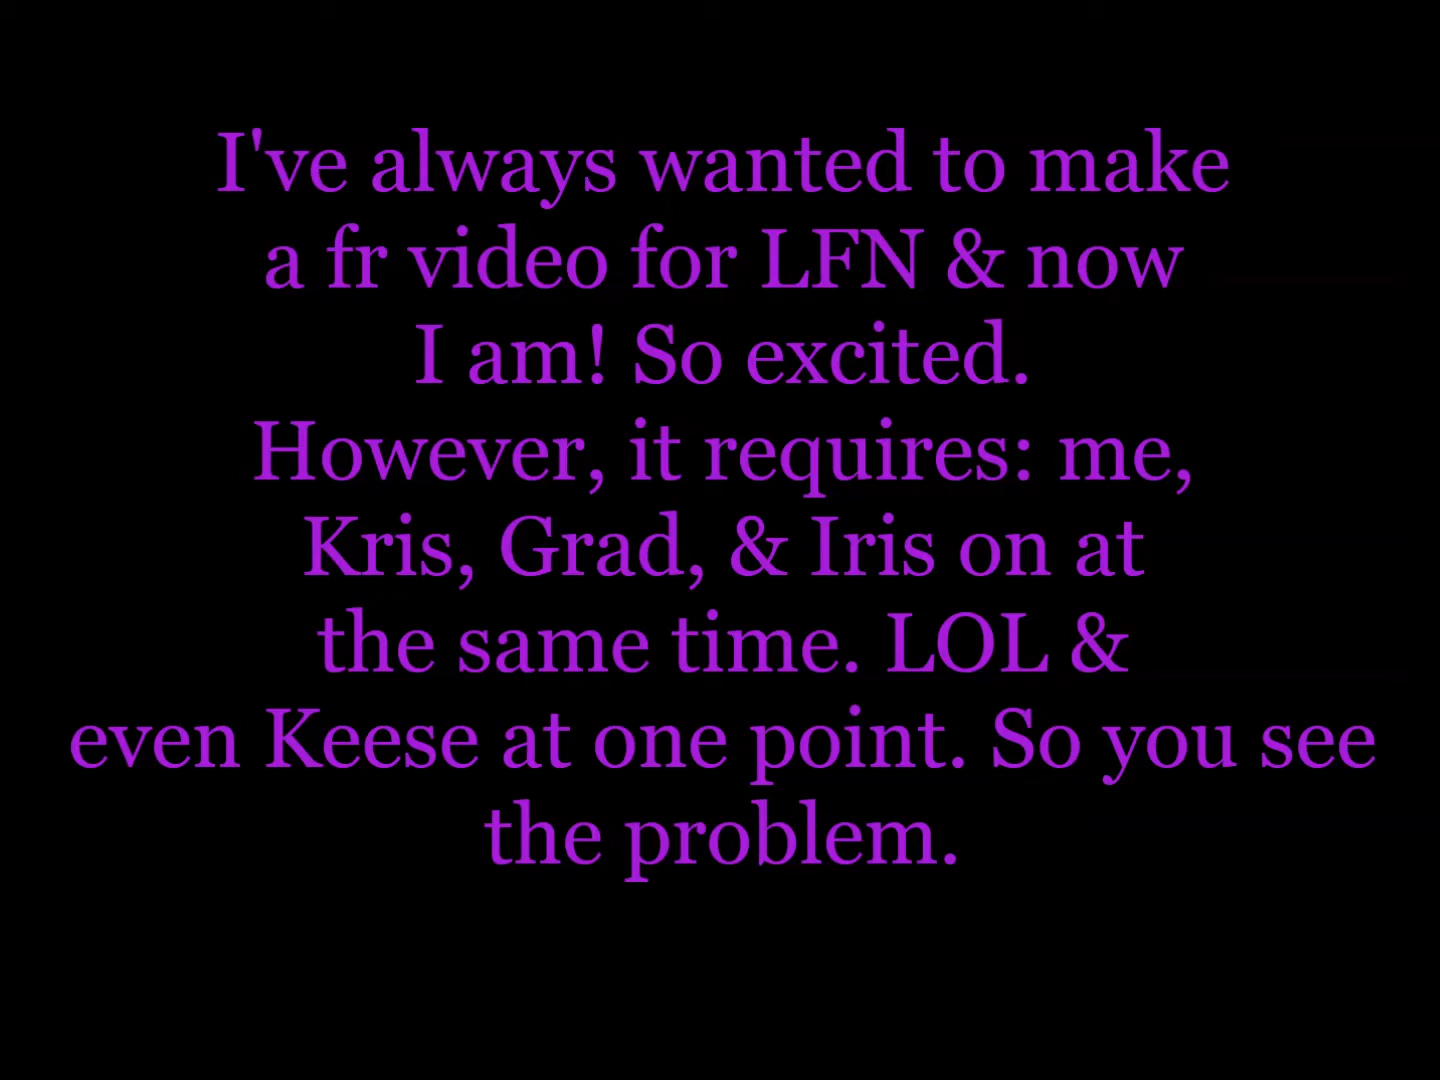 I've always wanted to make
a fr video for LFN & now
I am! So excited.
However, it requires: me,
Kris, Grad, & Iris on at
the same time. LOL &
even Keese at one point. So you see
the problem.